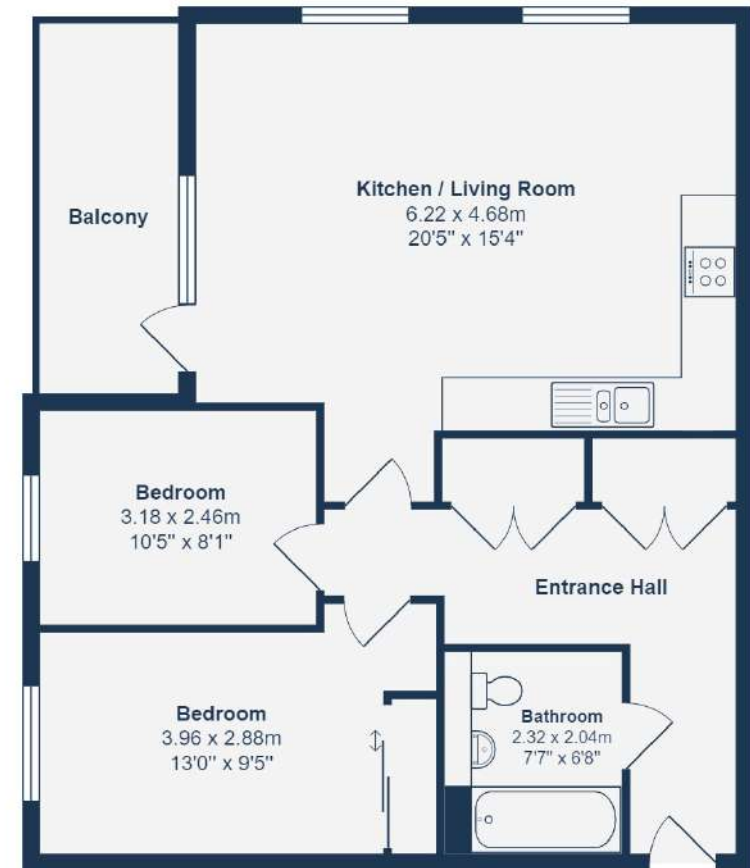 Kitchen / Living Room
6.22 x 4.68m
20'5" x 15'4"
Balcony
Bedroom
3.18 x 2.46m
10'5" x 8'1"
Entrance Hall
Bedroom
3.96 x 2.88m
13'0" x 9'5"
Bathroom
2.32 x 2.04m
7'7" x 6'8"